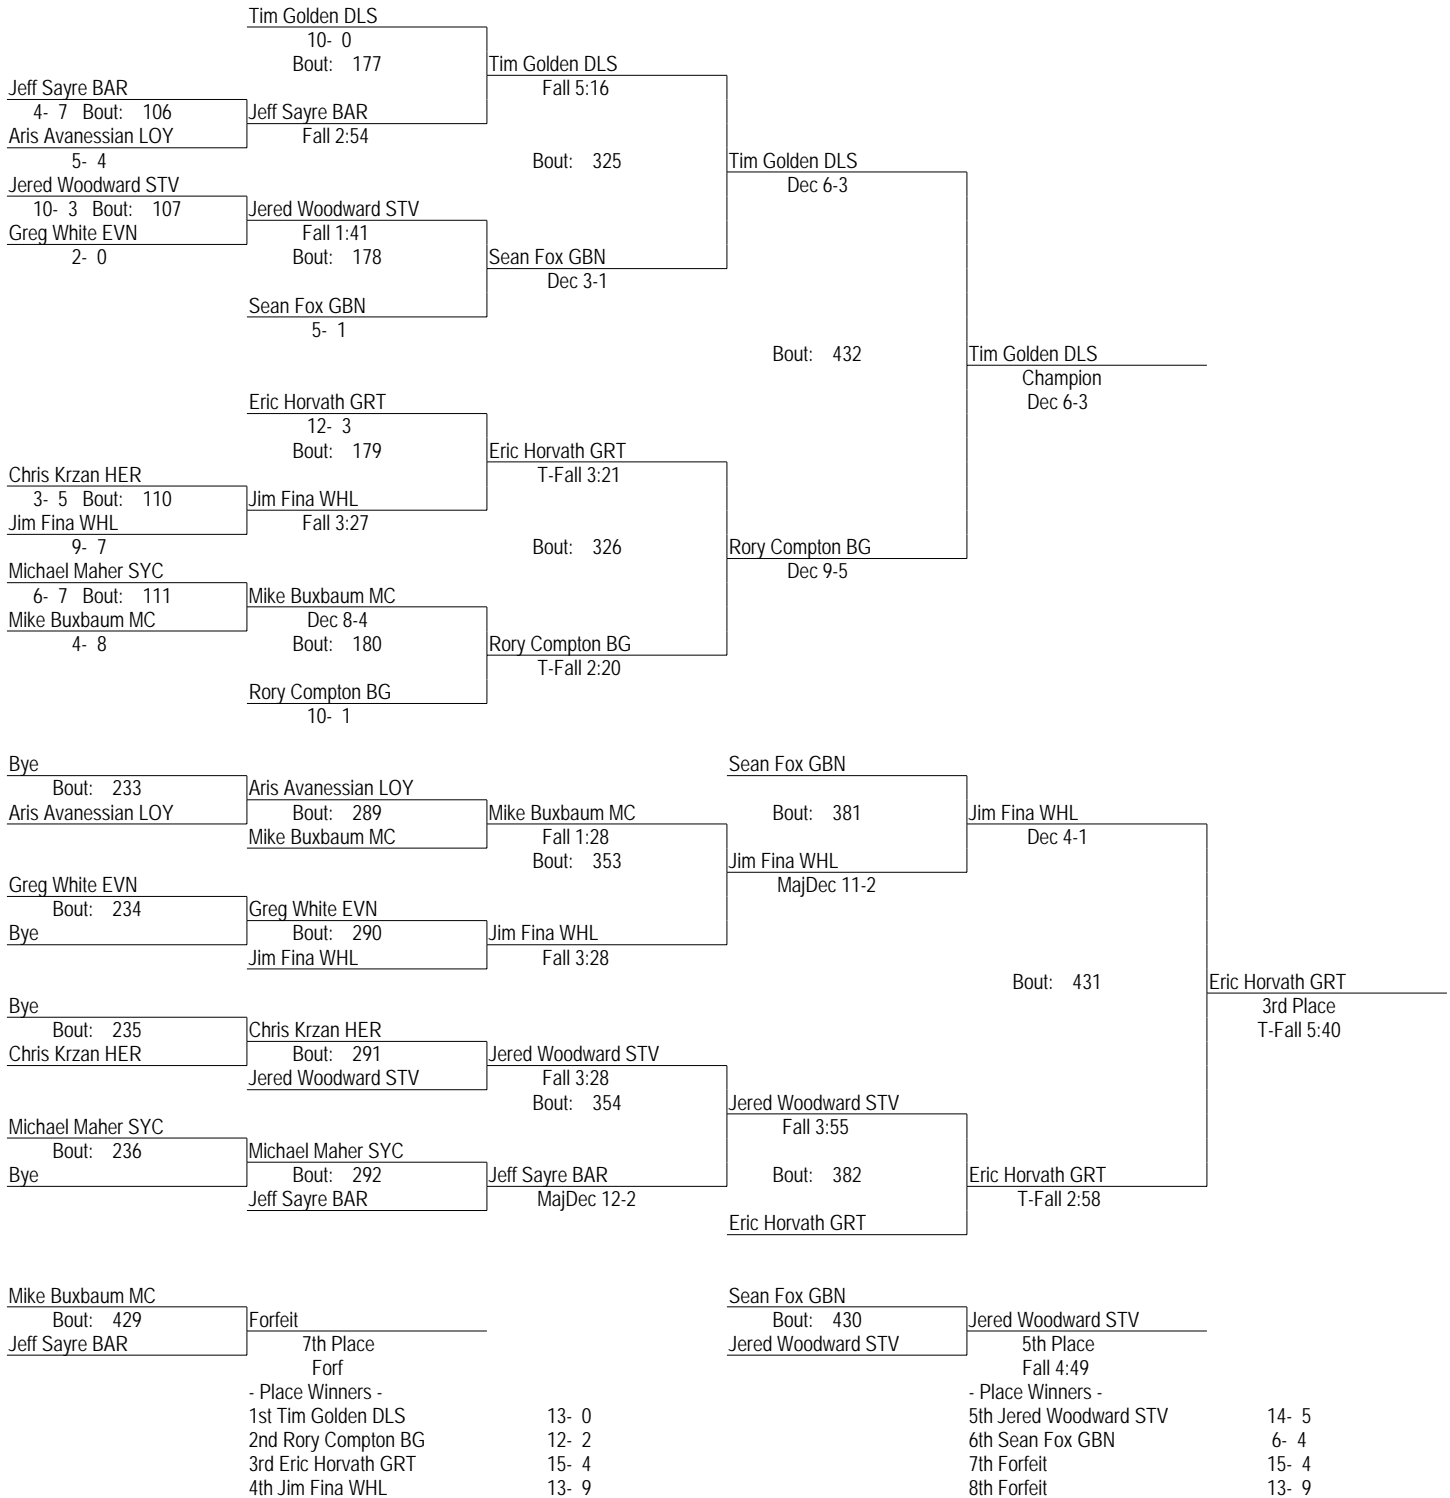 Tim Golden DLS
10- 0
Bout: 177
Tim Golden DLS
Fall 5:16
Jeff Sayre BAR
4- 7 Bout: 106
Jeff Sayre BAR
Aris Avanessian LOY
Fall 2:54
5- 4
Bout: 325
Tim Golden DLS
Dec 6-3
Jered Woodward STV
10- 3 Bout: 107
Jered Woodward STV
Greg White EVN
Fall 1:41
2- 0
Bout: 178
Sean Fox GBN
Dec 3-1
Sean Fox GBN
5- 1
Bout: 432
Tim Golden DLS
Champion
Dec 6-3
Eric Horvath GRT
12- 3
Bout: 179
Eric Horvath GRT
T-Fall 3:21
Chris Krzan HER
3- 5 Bout: 110
Jim Fina WHL
Jim Fina WHL
Fall 3:27
9- 7
Bout: 326
Rory Compton BG
Dec 9-5
Michael Maher SYC
6- 7 Bout: 111
Mike Buxbaum MC
Mike Buxbaum MC
Dec 8-4
4- 8
Bout: 180
Rory Compton BG
T-Fall 2:20
Rory Compton BG
10- 1
Bye
Bout: 233
Aris Avanessian LOY
Aris Avanessian LOY
Bout: 289
Mike Buxbaum MC
Mike Buxbaum MC
Fall 1:28
Bout: 353
Sean Fox GBN
Bout: 381
Jim Fina WHL
Dec 4-1
Jim Fina WHL
MajDec 11-2
Greg White EVN
Bout: 234
Greg White EVN
Bye
Bout: 290
Jim Fina WHL
Jim Fina WHL
Fall 3:28
Bout: 431
Eric Horvath GRT
3rd Place
T-Fall 5:40
Bye
Bout: 235
Chris Krzan HER
Chris Krzan HER
Bout: 291
Jered Woodward STV
Jered Woodward STV
Fall 3:28
Bout: 354
Jered Woodward STV
Fall 3:55
Michael Maher SYC
Bout: 236
Michael Maher SYC
Bye
Bout: 292
Jeff Sayre BAR
Jeff Sayre BAR
MajDec 12-2
Bout: 382
Eric Horvath GRT
T-Fall 2:58
Eric Horvath GRT
Mike Buxbaum MC
Bout: 429
Forfeit
Jeff Sayre BAR
7th Place
Forf
Sean Fox GBN
Bout: 430
Jered Woodward STV
Jered Woodward STV
5th Place
Fall 4:49
- Place Winners -
1st Tim Golden DLS 13- 0
2nd Rory Compton BG 12- 2
3rd Eric Horvath GRT 15- 4
4th Jim Fina WHL 13- 9
- Place Winners -
5th Jered Woodward STV 14- 5
6th Sean Fox GBN 6- 4
7th Forfeit 15- 4
8th Forfeit 13- 9